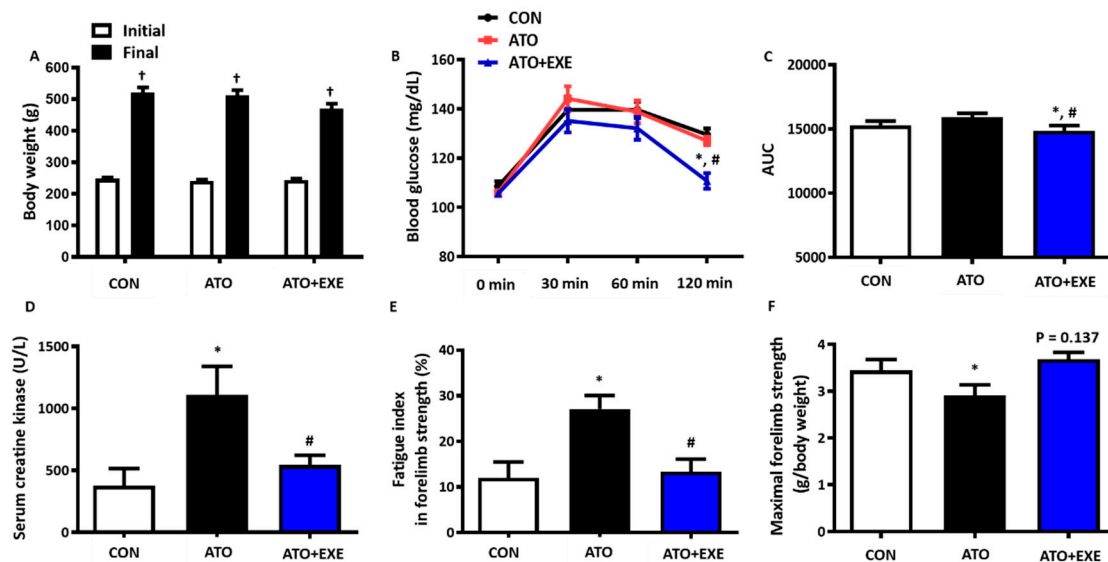 A
Initial
Final
Body weight (g)
600
500
400
300
200
100
0
† † †
CON ATO ATO+EXE
B
CON
ATO
ATO+EXE
Blood glucose (mg/dL)
160
140
120
100
80
*, #
0 min 30 min 60 min 120 min
C
AUC
20000
15000
10000
5000
*, #
CON ATO ATO+EXE
D
Serum creatine kinase (U/L)
1500
1000
500
0
*
#
CON ATO ATO+EXE
E
Fatigue index
in forelimb strength (%)
40
30
20
10
0
*
#
CON ATO ATO+EXE
F
Maximal forelimb strength
(g/body weight)
4
3
2
1
0
*
P = 0.137
CON ATO ATO+EXE